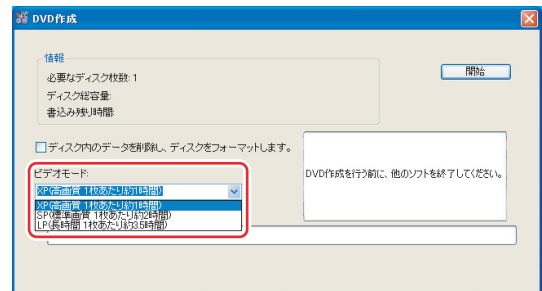 DVD作成
情報
必要なディスク枚数: 1
ディスク総容量:
書込み残り時間:
開始
ディスク内のデータを削除し、ディスクをフォーマットします。
ビデオモード:
XP(高画質 1枚あたり約1時間)
XP(高画質 1枚あたり約1時間)
SP(標準画質 1枚あたり約2時間)
LP(長時間 1枚あたり約3.5時間)
DVD作成を行う前に、他のソフトを終了してください。